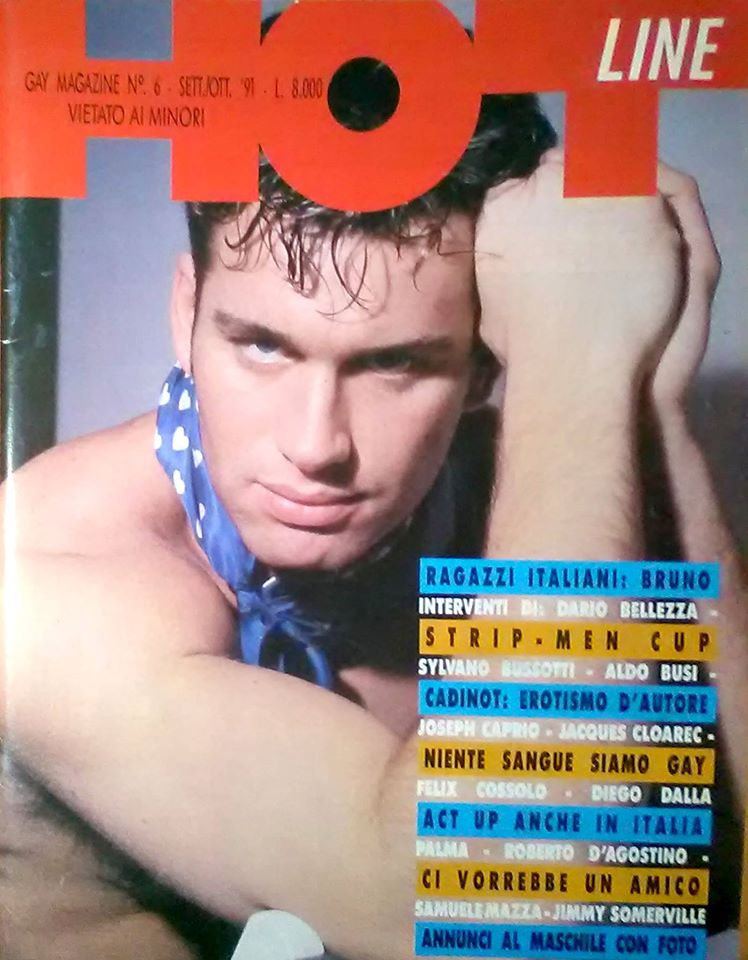 HOT
LINE
GAY MAGAZINE Nº. 6 - SETT./OTT. '91 - L. 8.000
VIETATO AI MINORI
RAGAZZI ITALIANI: BRUNO
INTERVENTI DI: DARIO BELLEZZA -
STRIP-MEN CUP
SYLVANO BUSSOTTI - ALDO BUSI -
CADINOT: EROTISMO D'AUTORE
JOSEPH CAPRIO - JACQUES CLOAREC -
NIENTE SANGUE SIAMO GAY
FELIX COSSOLO - DIEGO DALLA
ACT UP ANCHE IN ITALIA
PALMA - ROBERTO D'AGOSTINO -
CI VORREBBE UN AMICO
SAMUELE MAZZA - JIMMY SOMERVILLE
ANNUNCI AL MASCHILE CON FOTO